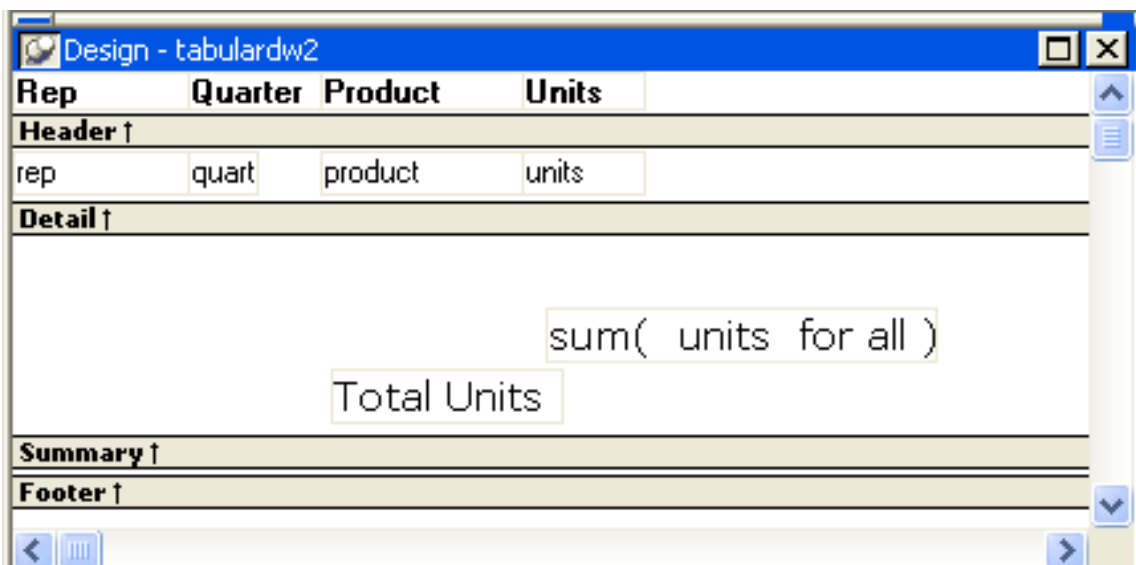 Design - tabulardw2
Rep Quarter Product Units
Header ↑
rep quart product units
Detail ↑
sum( units for all )
Total Units
Summary ↑
Footer ↑